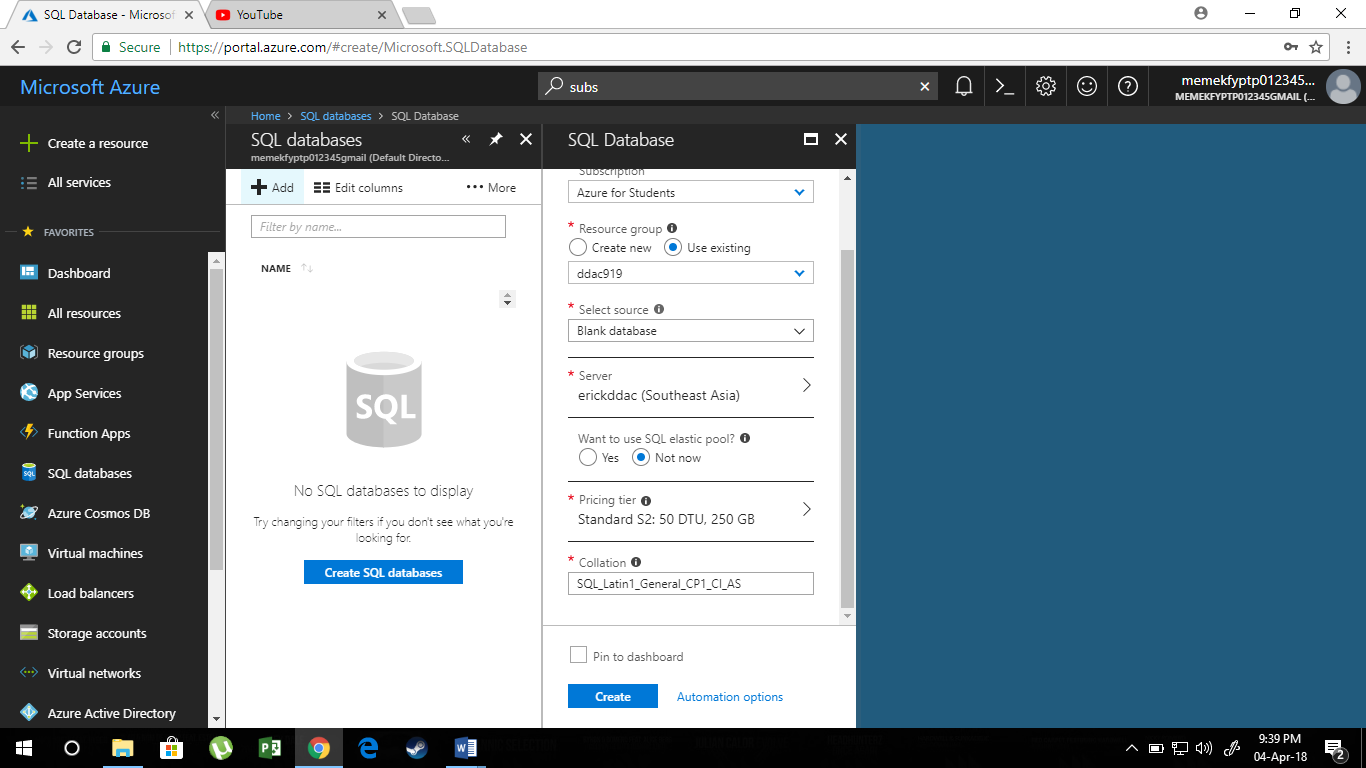 SQL Database - Microsof
YouTube
Secure
https://portal.azure.com/#create/Microsoft.SQLDatabase
Microsoft Azure
subs
memekfyptp012345...
MEMEKFYPTP012345GMAIL (...
Create a resource
All services
FAVORITES
Dashboard
All resources
Resource groups
App Services
Function Apps
SQL databases
Azure Cosmos DB
Virtual machines
Load balancers
Storage accounts
Virtual networks
Azure Active Directory
Home > SQL databases > SQL Database
SQL databases
memekfyptp012345gmail (Default Directo...
Add
Edit columns
More
Filter by name...
NAME
SQL
No SQL databases to display
Try changing your filters if you don't see what you're
looking for.
Create SQL databases
SQL Database
Subscription
Azure for Students
* Resource group
Create new
Use existing
ddac919
* Select source
Blank database
* Server
erickddac (Southeast Asia)
Want to use SQL elastic pool?
Yes
Not now
* Pricing tier
Standard S2: 50 DTU, 250 GB
* Collation
SQL_Latin1_General_CP1_CI_AS
Pin to dashboard
Create
Automation options
9:39 PM
04-Apr-18
2